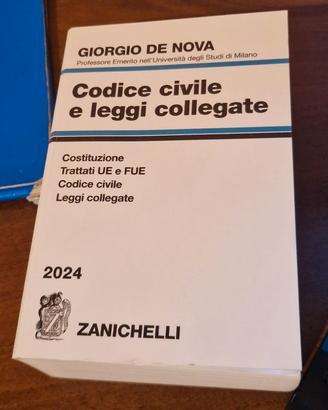 GIORGIO DE NOVA
Professore Emerito nell'Università degli Studi di Milano
Codice civile
e leggi collegate
Costituzione
Trattati UE e FUE
Codice civile
Leggi collegate
2024
ZANICHELLI